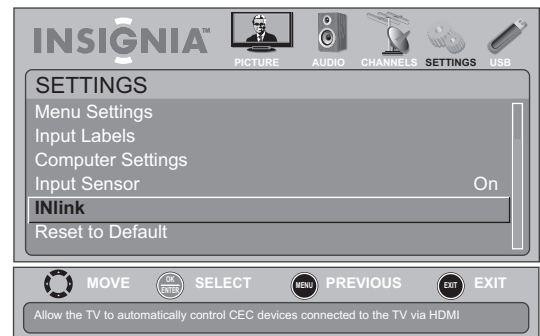 INSIGNIA™
PICTURE AUDIO CHANNELS SETTINGS USB
SETTINGS
Menu Settings
Input Labels
Computer Settings
Input Sensor On
INlink
Reset to Default
MOVE OK ENTER SELECT MENU PREVIOUS EXIT EXIT
Allow the TV to automatically control CEC devices connected to the TV via HDMI